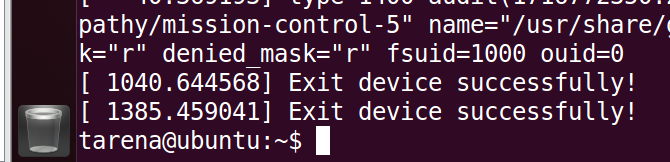 pathy/mission-control-5" name="/usr/share/g
k="r" denied_mask="r" fsuid=1000 ouid=0
[ 1040.644568] Exit device successfully!
[ 1385.459041] Exit device successfully!
tarena@ubuntu:~$